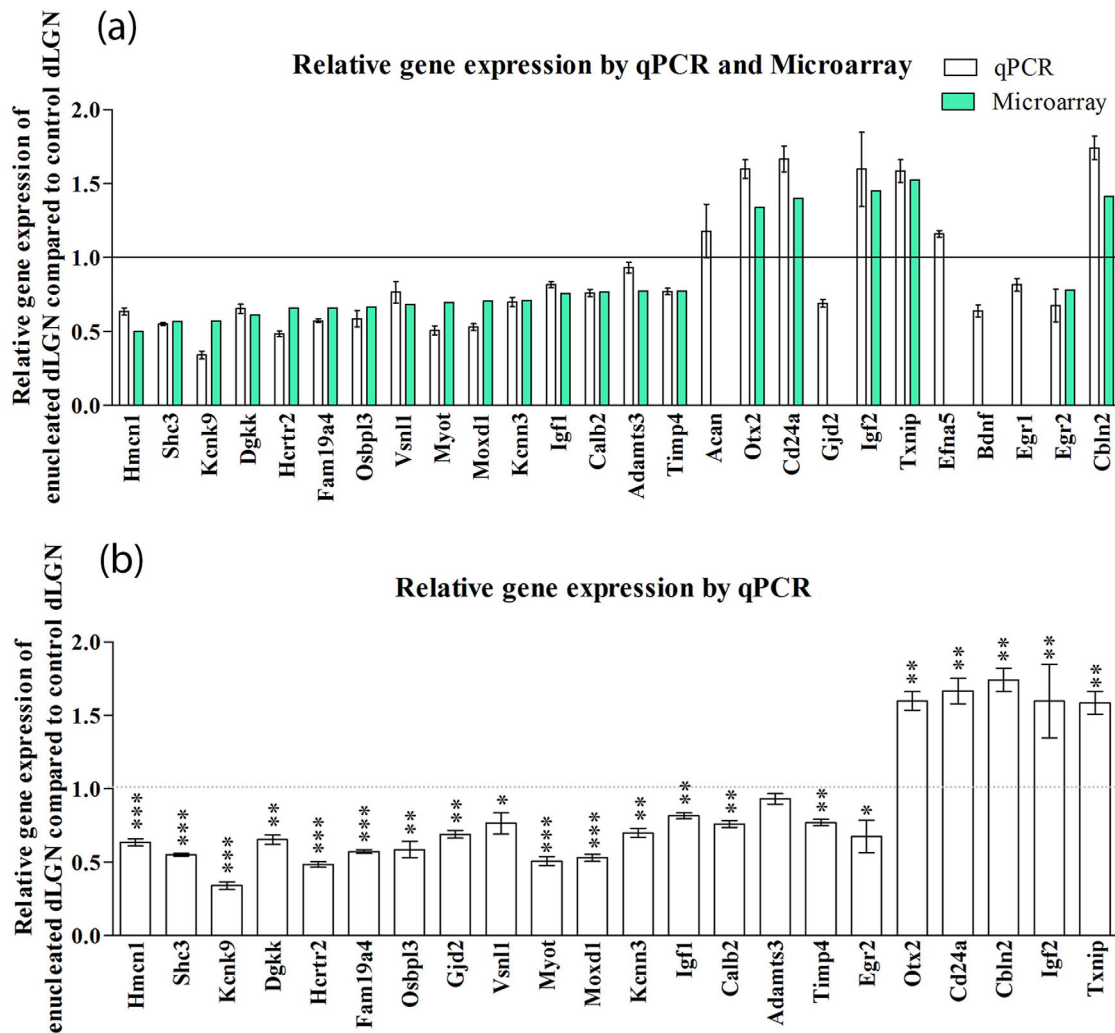 (a)
Relative gene expression by qPCR and Microarray
qPCR
Microarray
Relative gene expression of
enucleated dLGN compared to control dLGN
2.0
1.5
1.0
0.5
0.0
Hmcn1
Shc3
Kcnk9
Dgkk
Hcrtr2
Fam19a4
Osbpl3
Vsnl1
Myot
Moxd1
Kcnn3
Igf1
Calb2
Adamts3
Timp4
Acan
Otx2
Cd24a
Gjd2
Igf2
Txnip
Efna5
Bdnf
Egr1
Egr2
Cbln2
(b)
Relative gene expression by qPCR
Relative gene expression of
enucleated dLGN compared to control dLGN
2.0
1.5
1.0
0.5
0.0
***
***
***
**
***
***
**
**
*
***
***
**
**
**
**
*
**
**
**
**
**
Hmcn1
Shc3
Kcnk9
Dgkk
Hcrtr2
Fam19a4
Osbpl3
Gjd2
Vsnl1
Myot
Moxd1
Kcnn3
Igf1
Calb2
Adamts3
Timp4
Egr2
Otx2
Cd24a
Cbln2
Igf2
Txnip